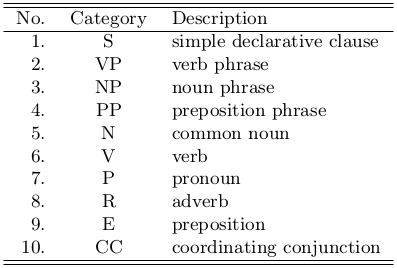 No. Category Description
1. S simple declarative clause
2. VP verb phrase
3. NP noun phrase
4. PP preposition phrase
5. N common noun
6. V verb
7. P pronoun
8. R adverb
9. E preposition
10. CC coordinating conjunction